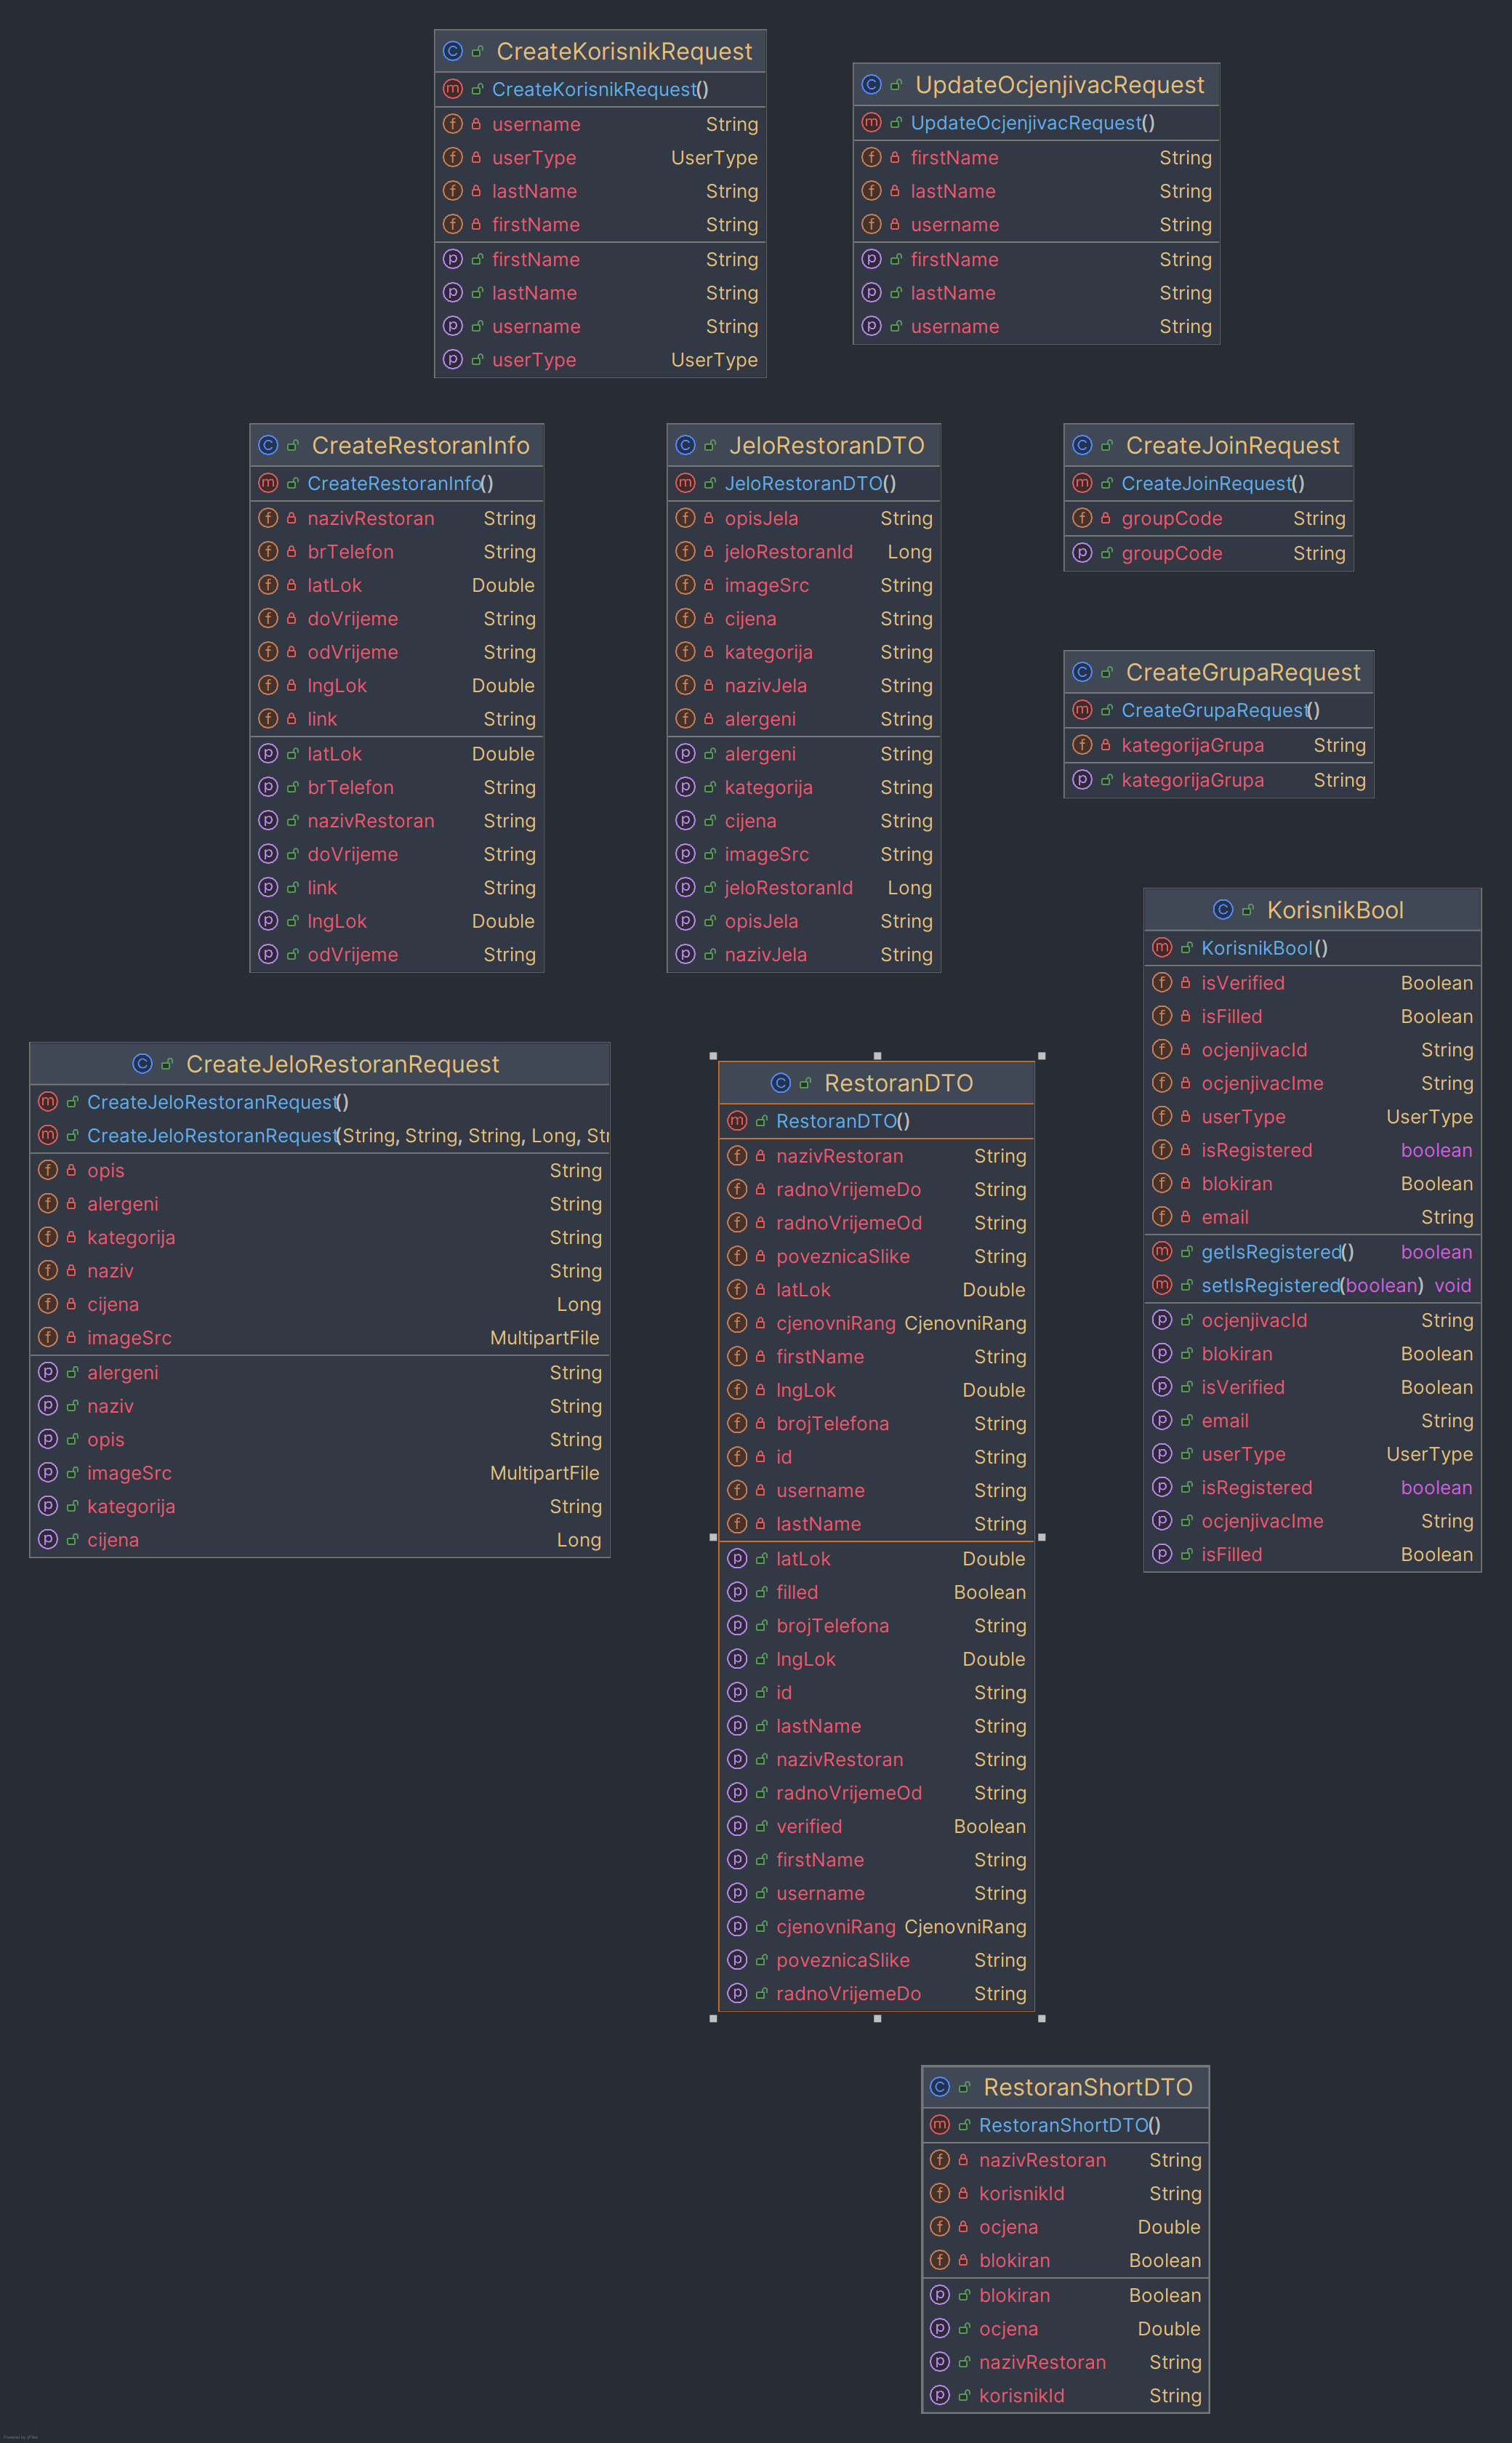 CreateKorisnikRequest
CreateKorisnikRequest()
username String
userType UserType
lastName String
firstName String
firstName String
lastName String
username String
userType UserType
UpdateOcjenjivacRequest
UpdateOcjenjivacRequest()
firstName String
lastName String
username String
firstName String
lastName String
username String
CreateRestoranInfo
CreateRestoranInfo()
nazivRestoran String
brTelefon String
latLok Double
doVrijeme String
odVrijeme String
lngLok Double
link String
latLok Double
brTelefon String
nazivRestoran String
doVrijeme String
link String
lngLok Double
odVrijeme String
JeloRestoranDTO
JeloRestoranDTO()
opisJela String
jeloRestoranId Long
imageSrc String
cijena String
kategorija String
nazivJela String
alergeni String
alergeni String
kategorija String
cijena String
imageSrc String
jeloRestoranId Long
opisJela String
nazivJela String
CreateJoinRequest
CreateJoinRequest()
groupCode String
groupCode String
CreateGrupaRequest
CreateGrupaRequest()
kategorijaGrupa String
kategorijaGrupa String
KorisnikBool
KorisnikBool()
isVerified Boolean
isFilled Boolean
ocjenjivacId String
ocjenjivacIme String
userType UserType
isRegistered boolean
blokiran Boolean
email String
getIsRegistered() boolean
setIsRegistered(boolean) void
ocjenjivacId String
blokiran Boolean
isVerified Boolean
email String
userType UserType
isRegistered boolean
ocjenjivacIme String
isFilled Boolean
CreateJeloRestoranRequest
CreateJeloRestoranRequest()
CreateJeloRestoranRequest(String, String, String, Long, Str
opis String
alergeni String
kategorija String
naziv String
cijena Long
imageSrc MultipartFile
alergeni String
naziv String
opis String
imageSrc MultipartFile
kategorija String
cijena Long
RestoranDTO
RestoranDTO()
nazivRestoran String
radnoVrijemeDo String
radnoVrijemeOd String
poveznicaSlike String
latLok Double
cjenovniRang CjenovniRang
firstName String
lngLok Double
brojTelefona String
id String
username String
lastName String
latLok Double
filled Boolean
brojTelefona String
lngLok Double
id String
lastName String
nazivRestoran String
radnoVrijemeOd String
verified Boolean
firstName String
username String
cjenovniRang CjenovniRang
poveznicaSlike String
radnoVrijemeDo String
RestoranShortDTO
RestoranShortDTO()
nazivRestoran String
korisnikId String
ocjena Double
blokiran Boolean
blokiran Boolean
ocjena Double
nazivRestoran String
korisnikId String
Powered by yFiles